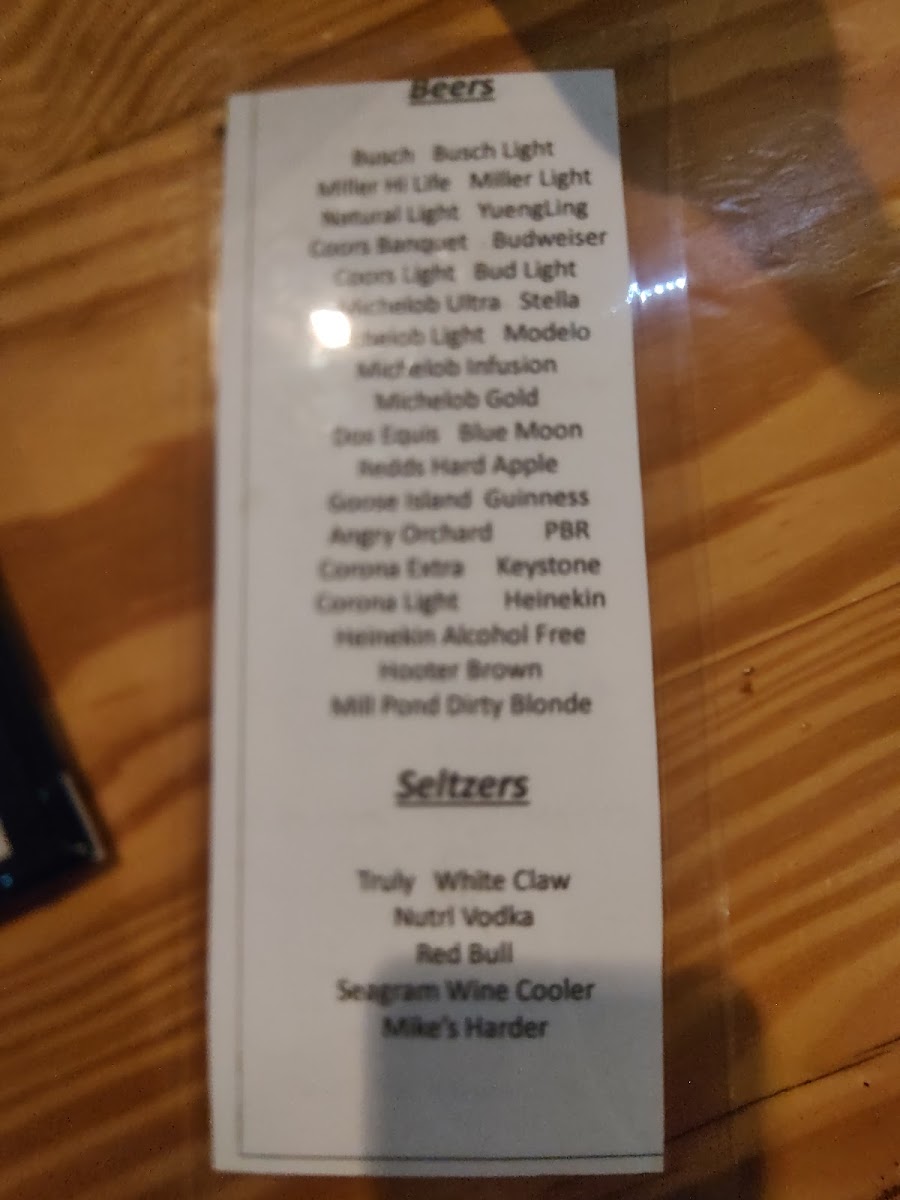 Beers
Busch Busch Light
Miller Hi Life Miller Light
Natural Light YuengLing
Coors Banquet Budweiser
Coors Light Bud Light
Michelob Ultra Stella
Light Modelo
Michelob Infusion
Michelob Gold
Dos Equis Blue Moon
Redds Hard Apple
Goose Island Guinness
Angry Orchard PBR
Corona Extra Keystone
Corona Light Heinekin
Heinekin Alcohol Free
Hooter Brown
Mill Pond Dirty Blonde
Seltzers
Truly White Claw
Nutrl Vodka
Red Bull
Seagram Wine Cooler
Mike's Harder